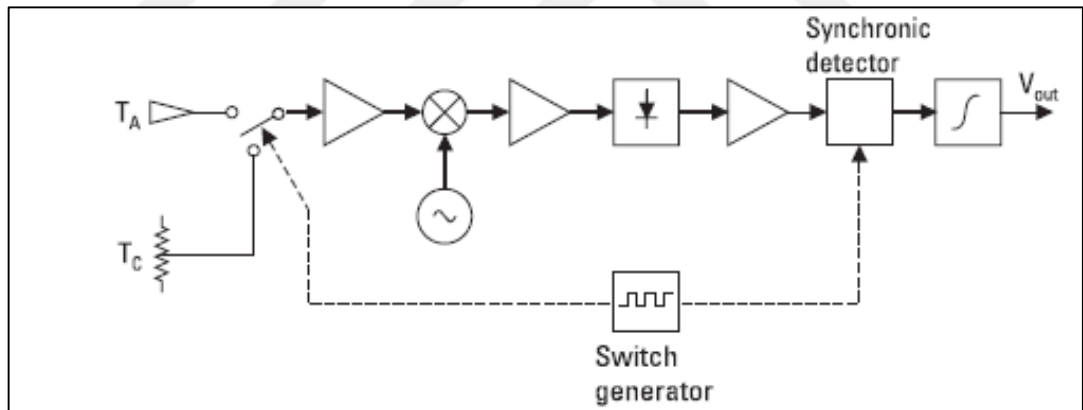 Synchronic
detector
T_A
V_out
T_C
Switch
generator